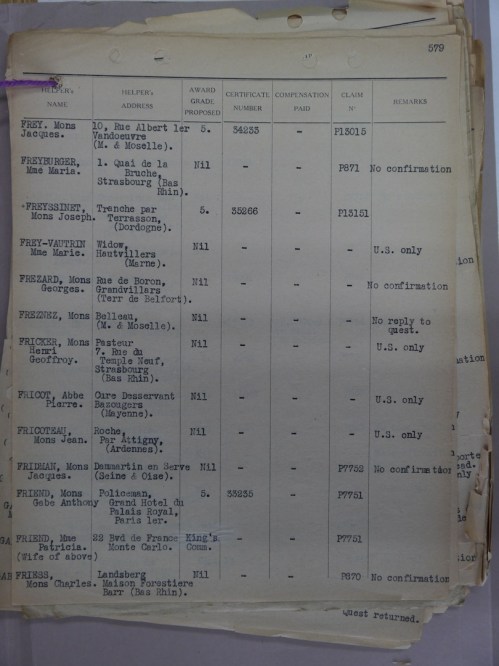 579
HELPER's NAME HELPER's ADDRESS AWARD GRADE PROPOSED CERTIFICATE NUMBER COMPENSATION PAID CLAIM No REMARKS
FREY. Mons 10, Rue Albert 1er 5. 34233 - P13015
Jacques. Vandoeuvre
(M. & Moselle).
FREYBURGER, 1. Quai de la Nil - - P871 No confirmation
Mme Maria. Bruche,
Strasbourg (Bas
Rhin).
+FREYSSINET, Tranche par 5. 35266 - P13151
Mons Joseph. Terrasson,
(Dordogne).
FREY-VAUTRIN Widow, Nil - - - U.S. only
Mme Marie. Hautvillers
(Marne).
FREZARD, Mons Rue de Boron, Nil - - - No confirmation
Georges. Grandvillars
(Terr de Belfort).
FREZNEZ, Mons Belleau, Nil - - - No reply to
(M. & Moselle). quest.
FRICKER, Mons Pasteur Nil - - - U.S. only
Henri 7. Rue du
Geoffroy. Temple Neuf,
Strasbourg
(Bas Rhin).
FRICOT, Abbe Cure Desservant Nil - - - U.S. only
Pierre. Bazougers
(Mayenne).
FRICOTEAU, Roche, Nil - - - U.S. only
Mons Jean. Par Attigny,
(Ardennes).
FRIDMAN, Mons Dammartin en Serve Nil - - P7752 No confirmation
Jacques. (Seine & Oise).
FRIEND, Mons Policeman, 5. 33235 - P7751
Gebe Anthony Grand Hotel du
Palais Royal,
Paris 1er.
FRIEND, Mme 22 Bvd de France King's - - P7751
Patricia. Monte Carlo. Comm.
(Wife of above)
FRIESS, Landsberg Nil - - P870 No confirmation
Mons Charles. Maison Forestiere
Barr (Bas Rhin).
Quest returned.